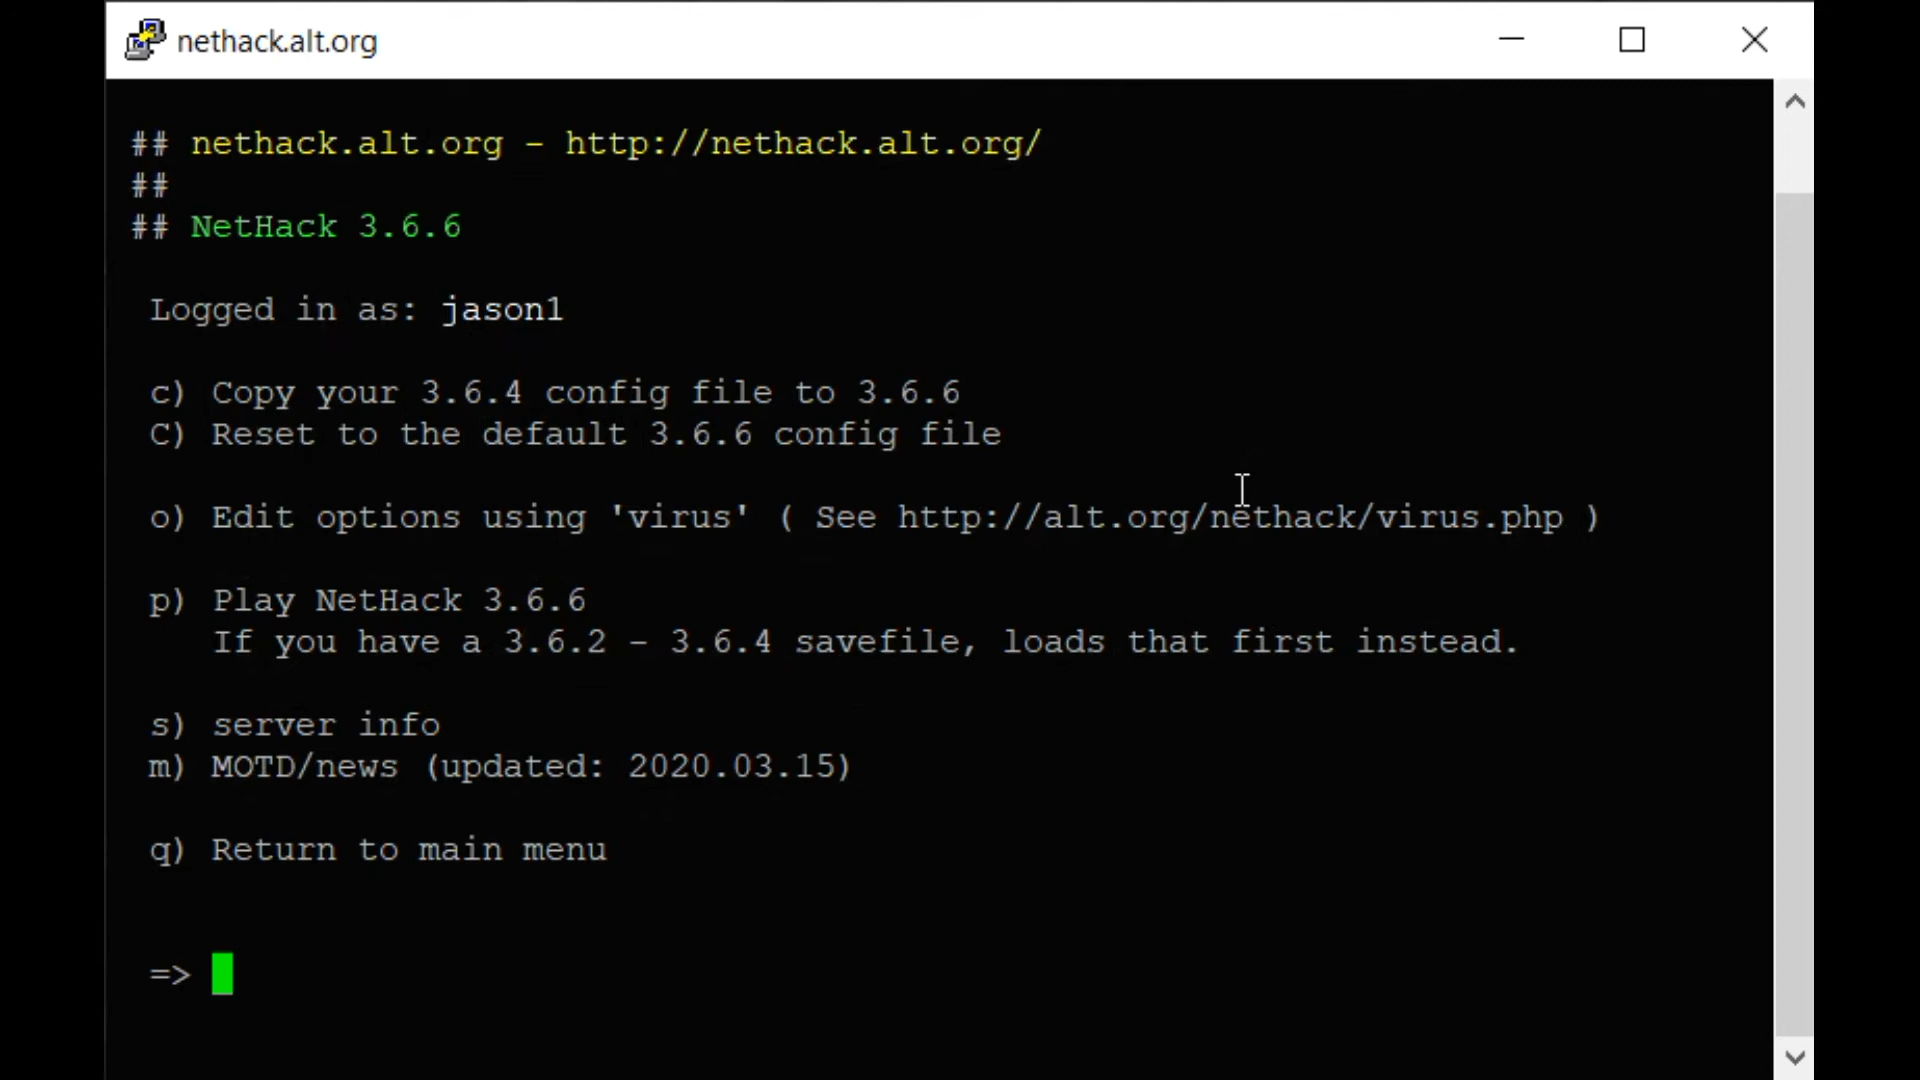 nethack.alt.org
## nethack.alt.org - http://nethack.alt.org/
##
## NetHack 3.6.6
Logged in as: jason1
c) Copy your 3.6.4 config file to 3.6.6
C) Reset to the default 3.6.6 config file
o) Edit options using 'virus' ( See http://alt.org/nethack/virus.php )
p) Play NetHack 3.6.6
If you have a 3.6.2 - 3.6.4 savefile, loads that first instead.
s) server info
m) MOTD/news (updated: 2020.03.15)
q) Return to main menu
=>